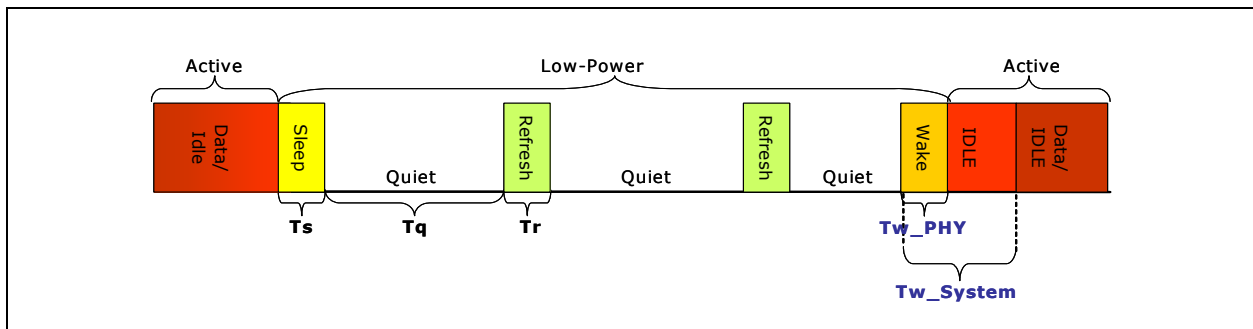 Active
Low-Power
Active
Data/
Idle
Sleep
Refresh
Refresh
Wake
IDLE
Data/
IDLE
Quiet
Quiet
Quiet
Ts
Tq
Tr
Tw_PHY
Tw_System